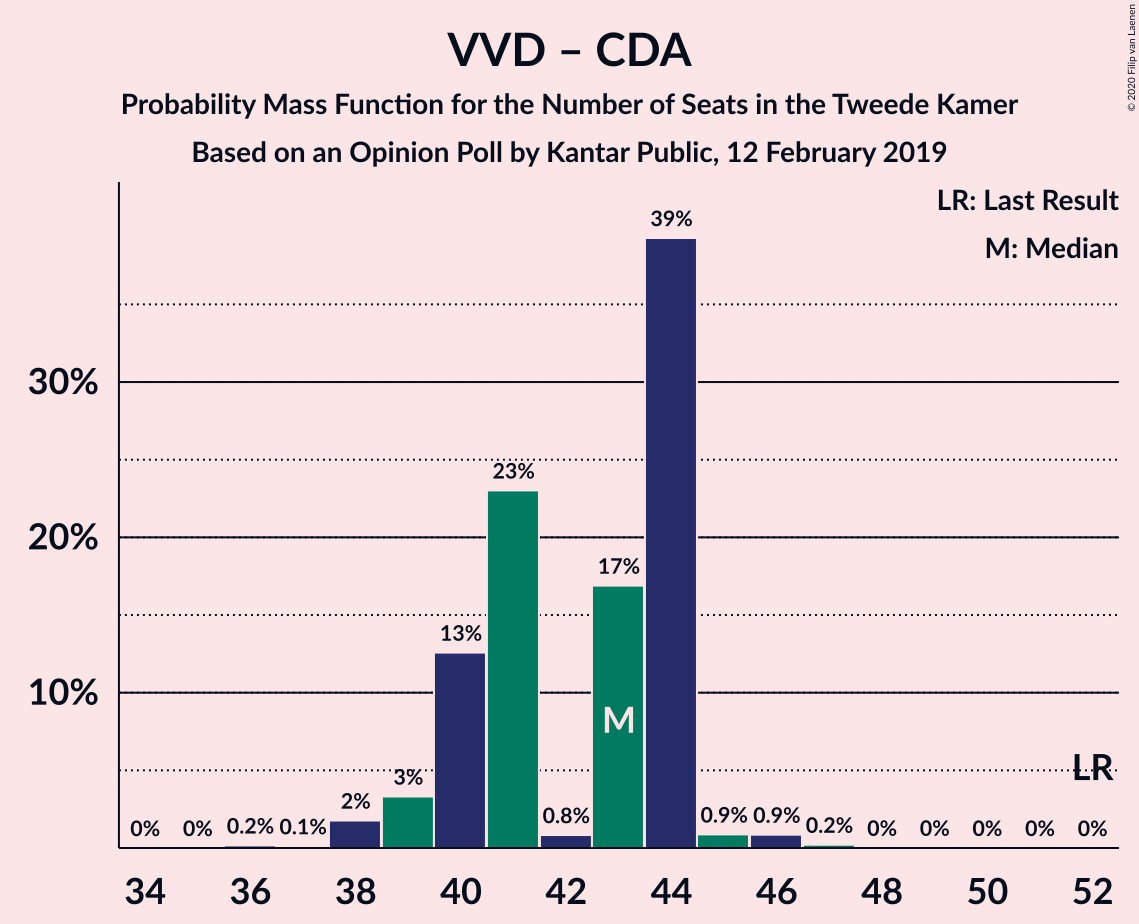 VVD – CDA
Probability Mass Function for the Number of Seats in the Tweede Kamer
Based on an Opinion Poll by Kantar Public, 12 February 2019
© 2020 Filip van Laenen
LR: Last Result
M: Median
39%
30%
23%
20%
17%
13%
10%
M
LR
3%
2%
0% 0% 0.2% 0.1% 0.8% 0.9% 0.9% 0.2% 0% 0% 0% 0% 0%
34 36 38 40 42 44 46 48 50 52